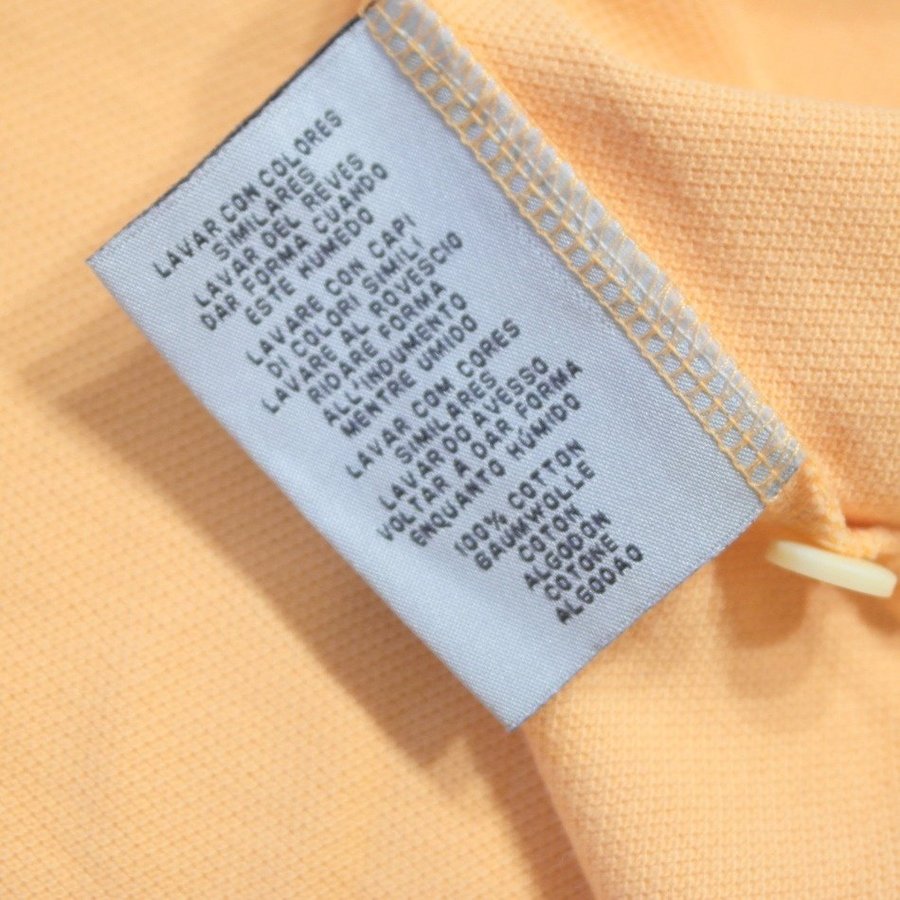 LAVAR CON COLORES
SIMILARES
LAVAR DEL REVES
DAR FORMA CUANDO
ESTE HUMEDO
LAVARE CON CAPI
DI COLORI SIMILI
LAVARE AL ROVESCIO
RIDARE FORMA
ALL'INDUMENTO
MENTRE UMIDO
LAVAR COM CORES
SIMILARES
LAVAR DO AVESSO
VOLTAR A DAR FORMA
ENQUANTO HÚMIDO
100% COTTON
BAUMWOLLE
COTON
ALGODON
COTONE
ALGODAO